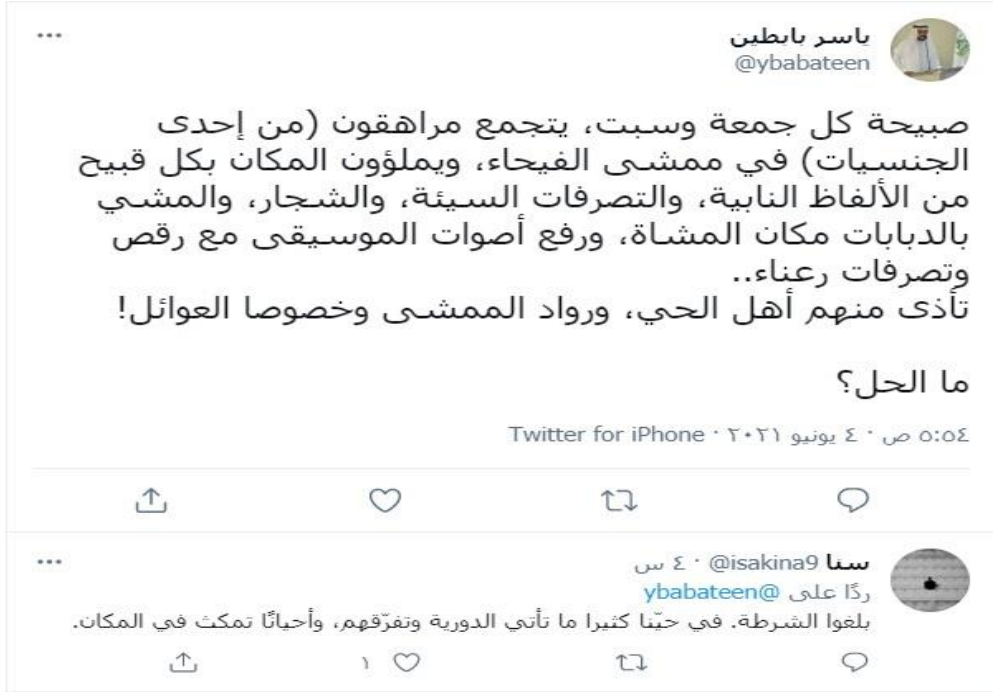 ياسر بابطين
@ybabateen
صبيحة كل جمعة وسبت، يتجمع مراهقون (من إحدى
الجنسيات) في ممشى الفيحاء، ويملؤون المكان بكل قبيح
من الألفاظ النابية، والتصرفات السيئة، والشجار، والمشي
بالدبابات مكان المشاة، ورفع أصوات الموسيقى مع رقص
وتصرفات رعناء..
تأذى منهم أهل الحي، ورواد الممشى وخصوصا العوائل!
ما الحل؟
٥:٥٤ ص · ٤ يونيو ٢٠٢١ · Twitter for iPhone
سنا @isakina9 · ٤ س
ردًا على @ybabateen
بلغوا الشرطة. في حيّنا كثيرا ما تأتي الدورية وتفرّقهم، وأحيانًا تمكث في المكان.
١